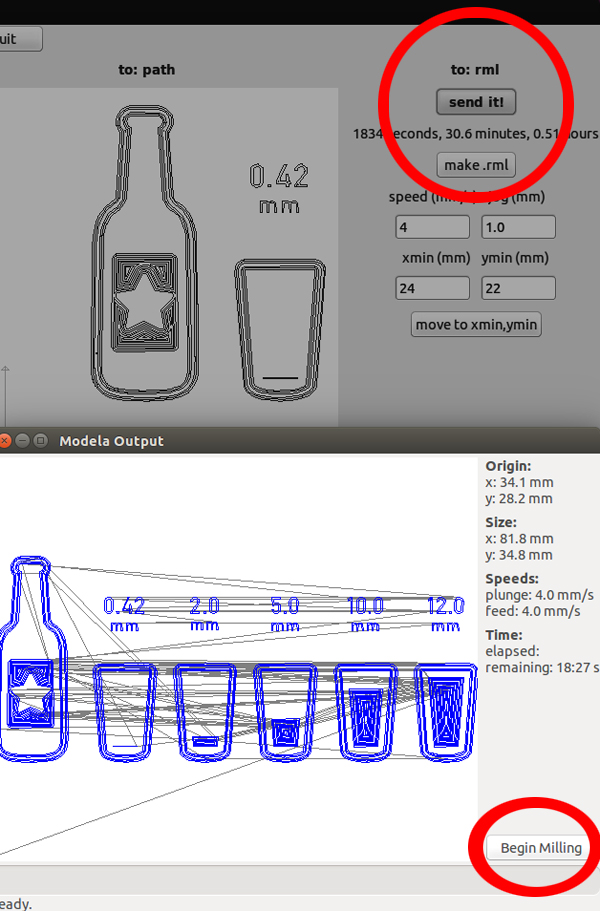 uit
to: path
to: rml
send it!
1834 seconds, 30.6 minutes, 0.51 hours
make .rml
0.42
mm
speed (mm/s) jog (mm)
4 1.0
xmin (mm) ymin (mm)
24 22
move to xmin,ymin
Modela Output
Origin:
x: 34.1 mm
y: 28.2 mm
Size:
x: 81.8 mm
y: 34.8 mm
Speeds:
plunge: 4.0 mm/s
feed: 4.0 mm/s
Time:
elapsed:
remaining: 18:27 s
0.42 2.0 5.0 10.0 12.0
mm mm mm mm mm
Begin Milling
eady.